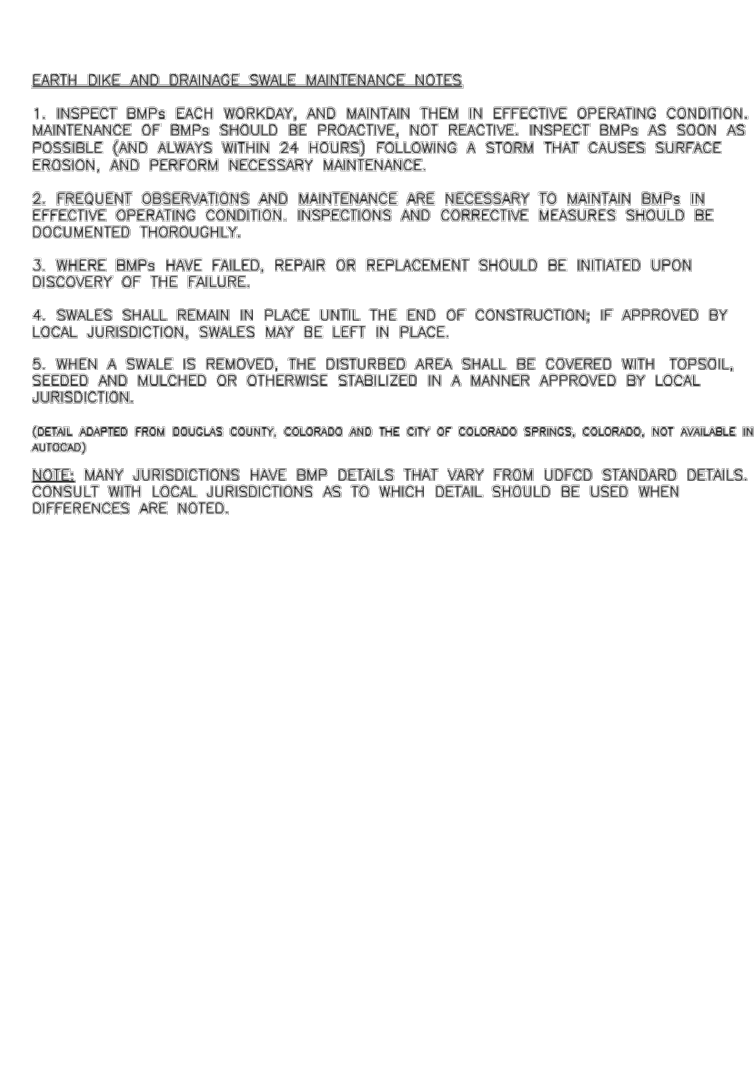 EARTH DIKE AND DRAINAGE SWALE MAINTENANCE NOTES
1. INSPECT BMPs EACH WORKDAY, AND MAINTAIN THEM IN EFFECTIVE OPERATING CONDITION.
MAINTENANCE OF BMPs SHOULD BE PROACTIVE, NOT REACTIVE. INSPECT BMPs AS SOON AS
POSSIBLE (AND ALWAYS WITHIN 24 HOURS) FOLLOWING A STORM THAT CAUSES SURFACE
EROSION, AND PERFORM NECESSARY MAINTENANCE.
2. FREQUENT OBSERVATIONS AND MAINTENANCE ARE NECESSARY TO MAINTAIN BMPs IN
EFFECTIVE OPERATING CONDITION. INSPECTIONS AND CORRECTIVE MEASURES SHOULD BE
DOCUMENTED THOROUGHLY.
3. WHERE BMPs HAVE FAILED, REPAIR OR REPLACEMENT SHOULD BE INITIATED UPON
DISCOVERY OF THE FAILURE.
4. SWALES SHALL REMAIN IN PLACE UNTIL THE END OF CONSTRUCTION; IF APPROVED BY
LOCAL JURISDICTION, SWALES MAY BE LEFT IN PLACE.
5. WHEN A SWALE IS REMOVED, THE DISTURBED AREA SHALL BE COVERED WITH TOPSOIL,
SEEDED AND MULCHED OR OTHERWISE STABILIZED IN A MANNER APPROVED BY LOCAL
JURISDICTION.
(DETAIL ADAPTED FROM DOUGLAS COUNTY, COLORADO AND THE CITY OF COLORADO SPRINGS, COLORADO, NOT AVAILABLE IN
AUTOCAD)
NOTE: MANY JURISDICTIONS HAVE BMP DETAILS THAT VARY FROM UDFCD STANDARD DETAILS.
CONSULT WITH LOCAL JURISDICTIONS AS TO WHICH DETAIL SHOULD BE USED WHEN
DIFFERENCES ARE NOTED.